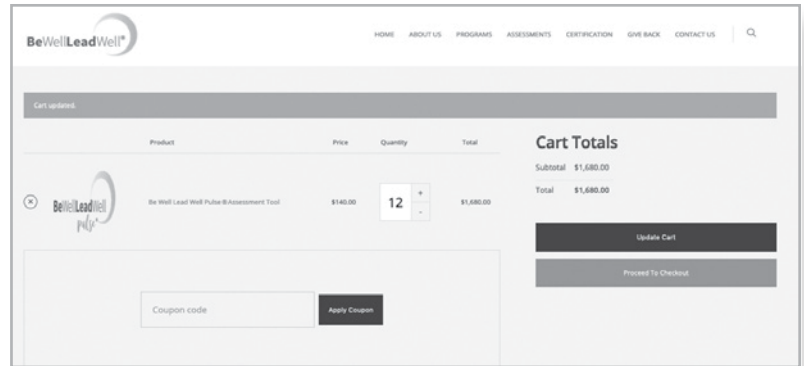 BeWellLeadWell®
HOME ABOUT US PROGRAMS ASSESSMENTS CERTIFICATION GIVE BACK CONTACT US
Cart updated.
Product Price Quantity Total
BeWellLeadWell
pulse
Be Well Lead Well Pulse ® Assessment Tool $140.00 12 + - $1,680.00
Coupon code Apply Coupon
Cart Totals
Subtotal $1,680.00
Total $1,680.00
Update Cart
Proceed To Checkout